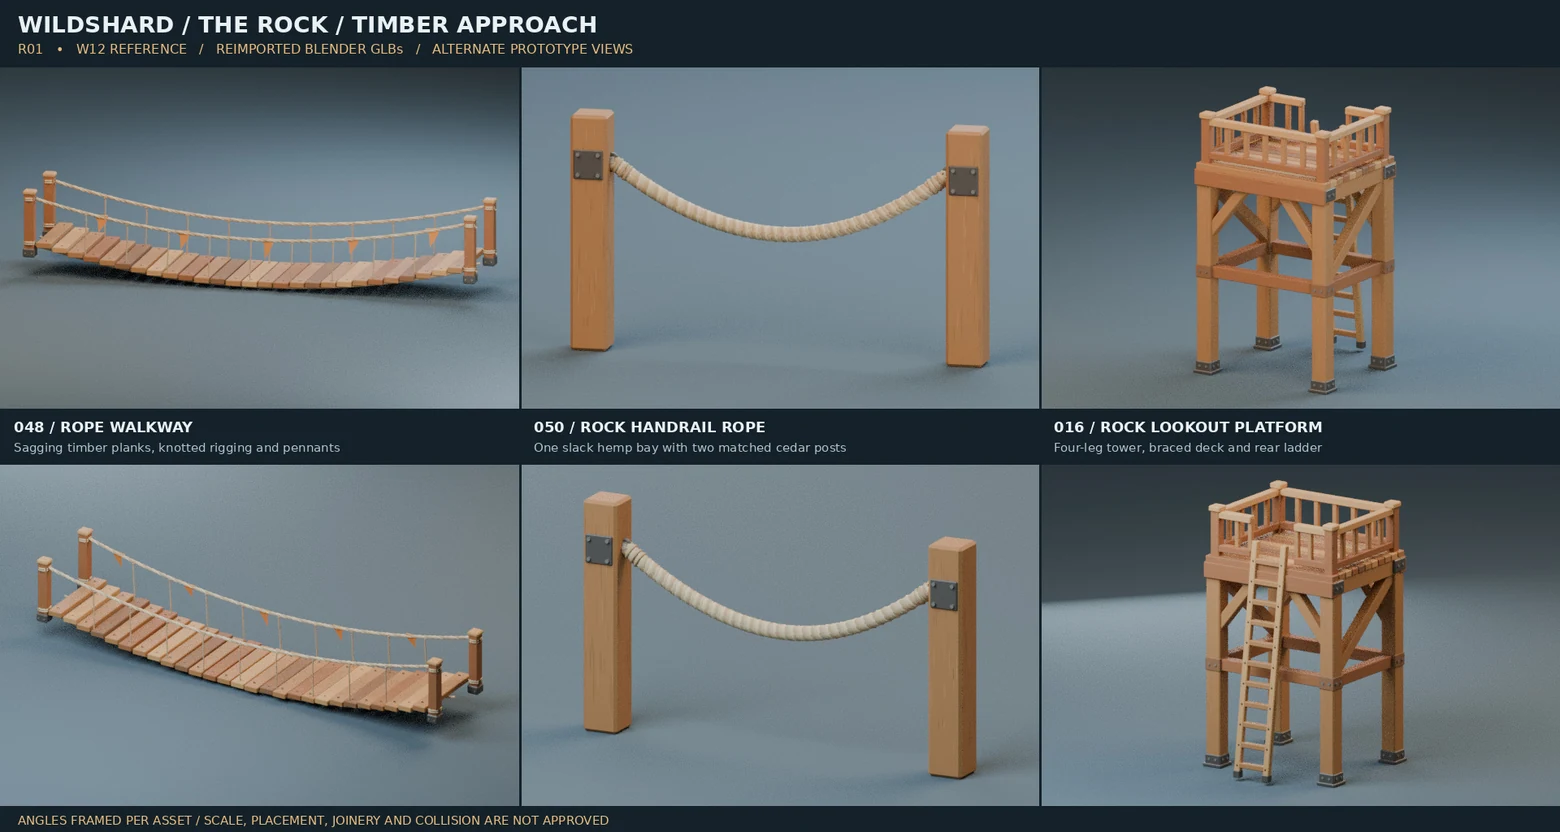 WILDSHARD / THE ROCK / TIMBER APPROACH
R01 • W12 REFERENCE / REIMPORTED BLENDER GLBs / ALTERNATE PROTOTYPE VIEWS
048 / ROPE WALKWAY
Sagging timber planks, knotted rigging and pennants
050 / ROCK HANDRAIL ROPE
One slack hemp bay with two matched cedar posts
016 / ROCK LOOKOUT PLATFORM
Four-leg tower, braced deck and rear ladder
ANGLES FRAMED PER ASSET / SCALE, PLACEMENT, JOINERY AND COLLISION ARE NOT APPROVED